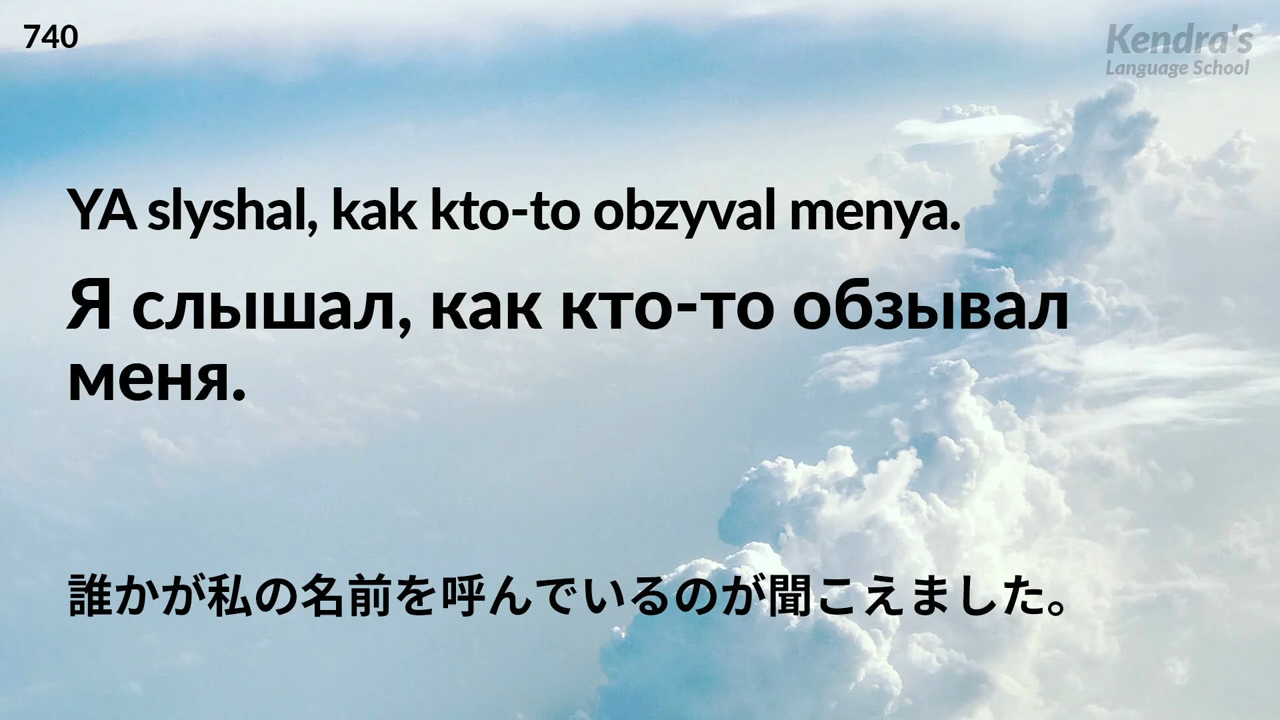 740
Kendra's
Language School
YA slyshal, kak kto-to obzyval menya.
Я слышал, как кто-то обзывал
меня.
誰かが私の名前を呼んでいるのが聞こえました。